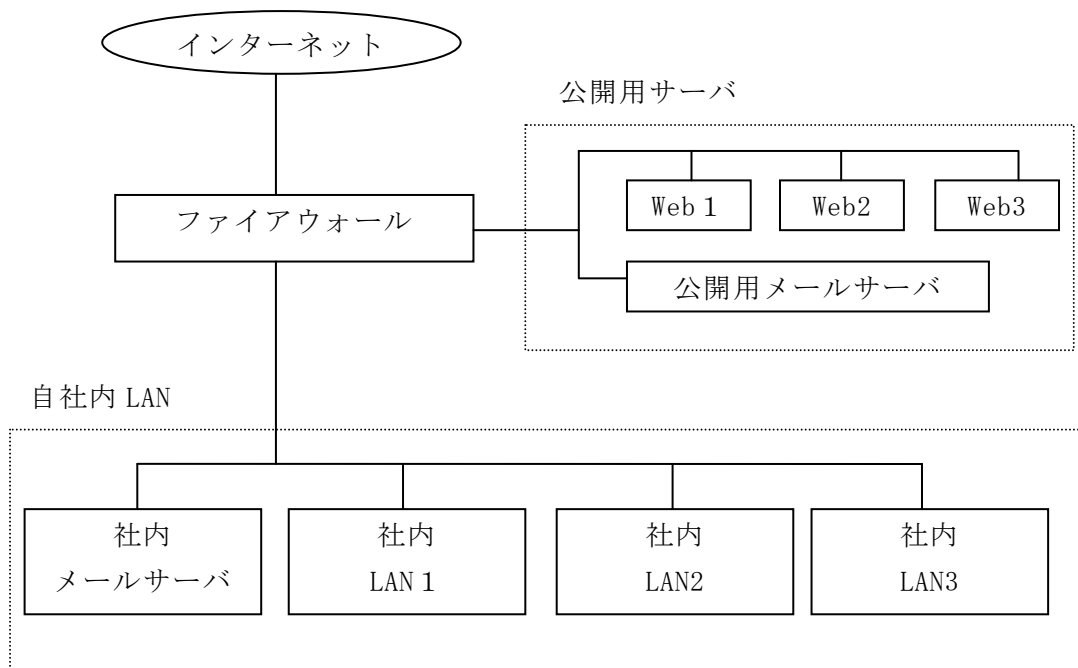 インターネット
公開用サーバ
ファイアウォール
Web１
Web2
Web3
公開用メールサーバ
自社内 LAN
社内
メールサーバ
社内
LAN１
社内
LAN2
社内
LAN3